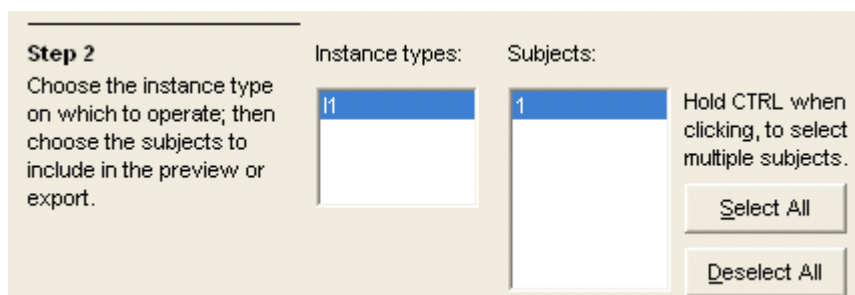 Step 2
Choose the instance type
on which to operate; then
choose the subjects to
include in the preview or
export.
Instance types:
I1
Subjects:
1
Hold CTRL when
clicking, to select
multiple subjects.
Select All
Deselect All